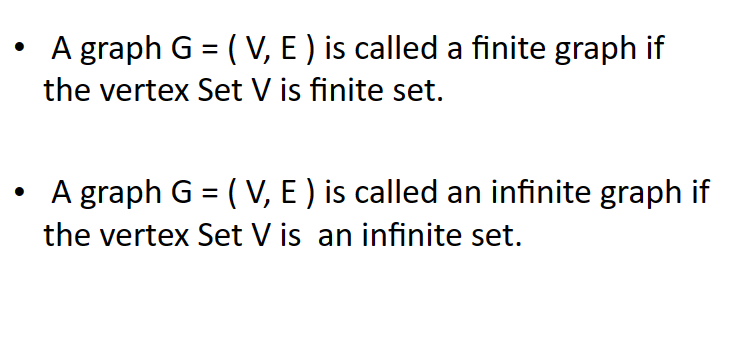 • A graph G = ( V, E ) is called a finite graph if
the vertex Set V is finite set.
• A graph G = ( V, E ) is called an infinite graph if
the vertex Set V is  an infinite set.